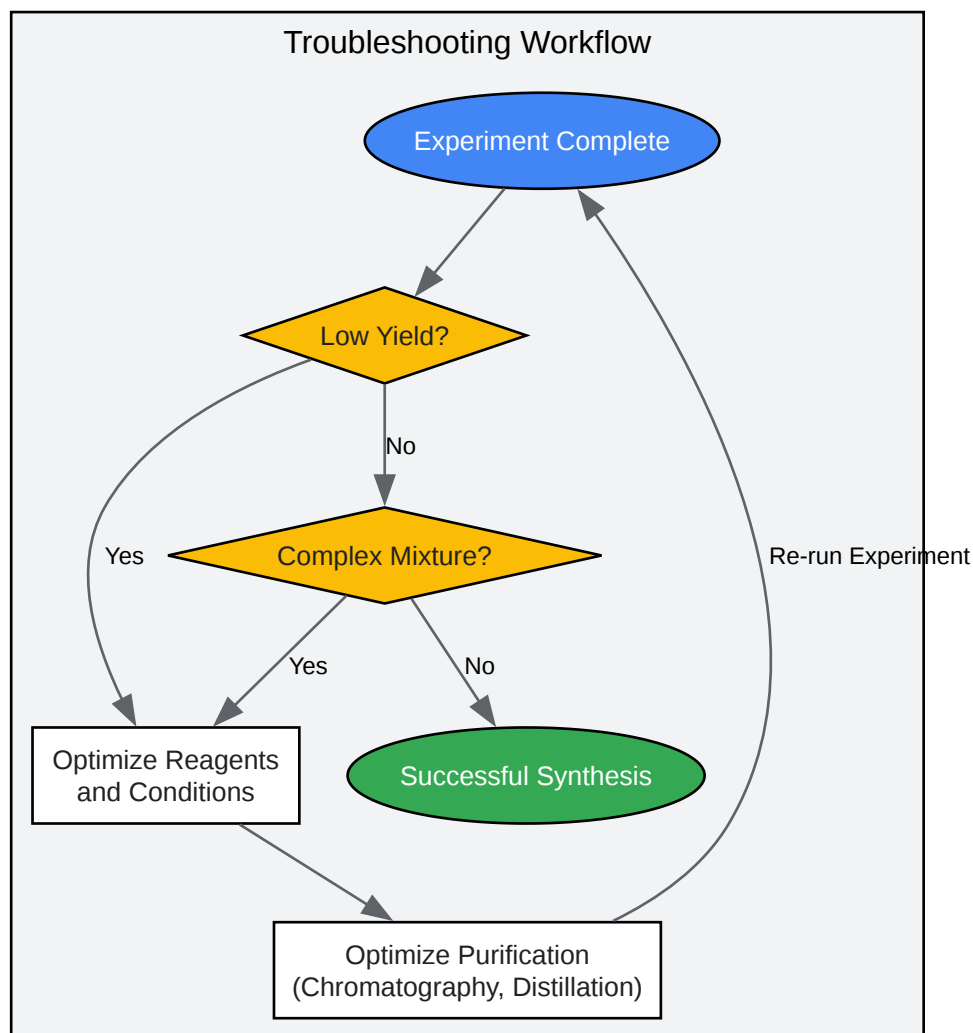 Troubleshooting Workflow
Experiment Complete
Low Yield?
No
Yes
Complex Mixture?
Re-run Experiment
Yes
No
Optimize Reagents
and Conditions
Successful Synthesis
Optimize Purification
(Chromatography, Distillation)